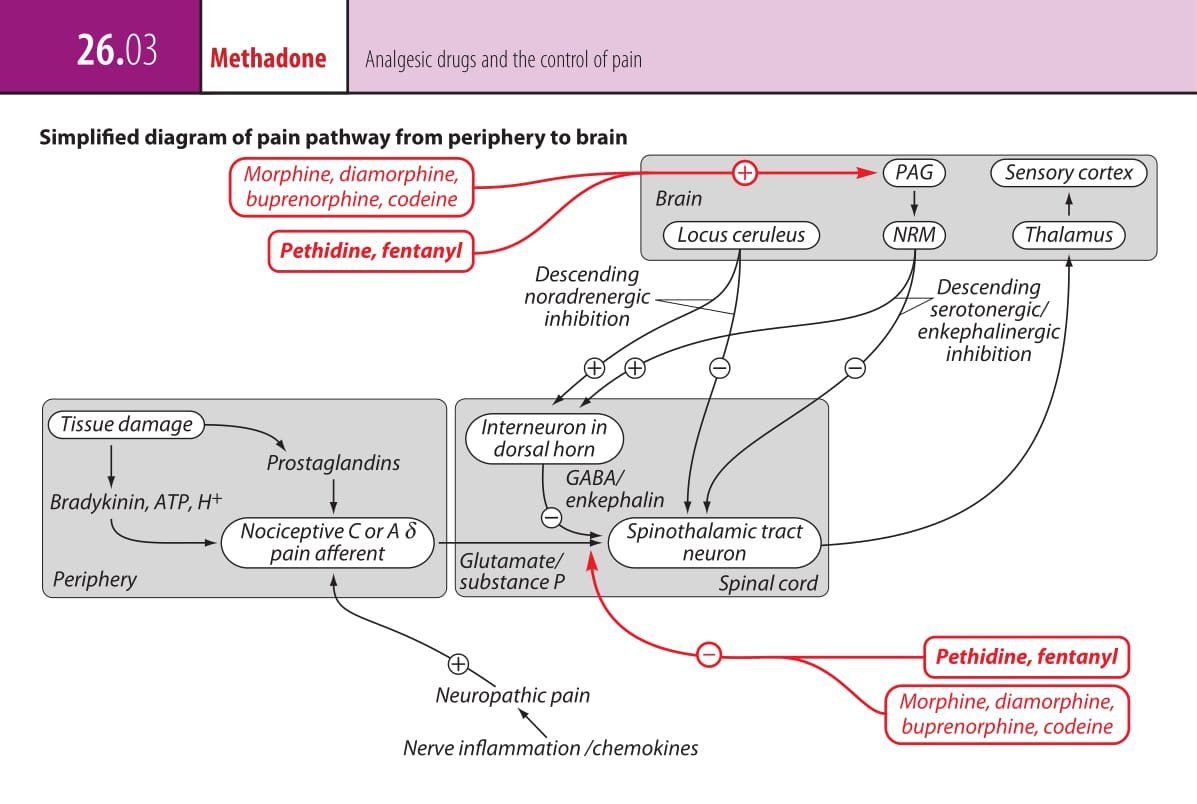 26.03
Methadone
Analgesic drugs and the control of pain
Simplified diagram of pain pathway from periphery to brain
Morphine, diamorphine,
buprenorphine, codeine
Pethidine, fentanyl
+
PAG
Sensory cortex
Brain
Locus ceruleus
NRM
Thalamus
Descending
noradrenergic
inhibition
Descending
serotonergic/
enkephalinergic
inhibition
+
+
−
−
Tissue damage
Prostaglandins
Bradykinin, ATP, H+
Nociceptive C or A δ
pain afferent
Periphery
Interneuron in
dorsal horn
GABA/
enkephalin
−
Spinothalamic tract
neuron
Glutamate/
substance P
Spinal cord
−
Pethidine, fentanyl
Morphine, diamorphine,
buprenorphine, codeine
+
Neuropathic pain
Nerve inflammation/chemokines